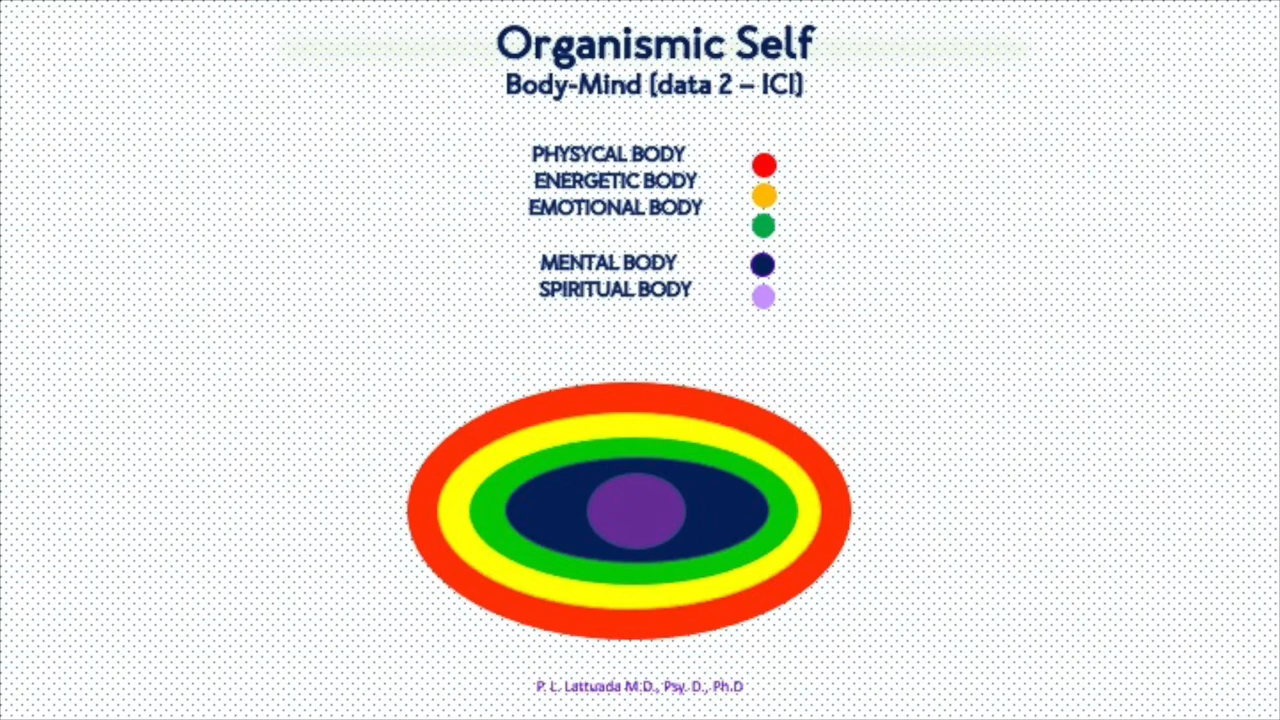 Organismic Self
Body-Mind (data 2 – ICI)
PHYSYCAL BODY
ENERGETIC BODY
EMOTIONAL BODY
MENTAL BODY
SPIRITUAL BODY
P. L. Lattuada M.D., Psy. D., Ph.D